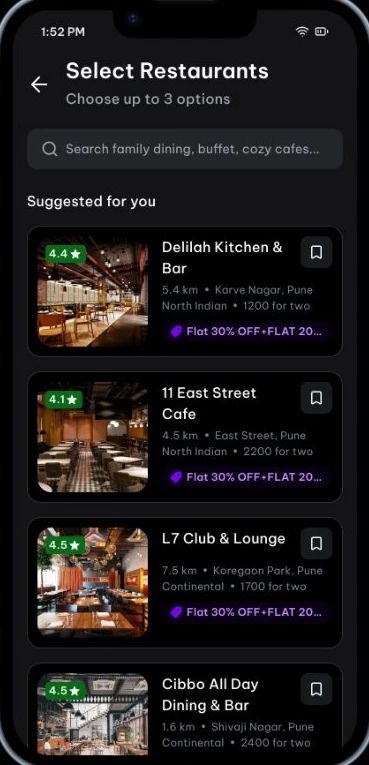 1:52 PM
Select Restaurants
Choose up to 3 options
Search family dining, buffet, cozy cafes...
Suggested for you
4.4 ★
Delilah Kitchen &
Bar
5.4 km • Karve Nagar, Pune
North Indian • 1200 for two
Flat 30% OFF+FLAT 20...
4.1 ★
11 East Street
Cafe
4.5 km • East Street, Pune
North Indian • 2200 for two
Flat 30% OFF+FLAT 20...
4.5 ★
L7 Club & Lounge
7.5 km • Koregaon Park, Pune
Continental • 1700 for two
Flat 30% OFF+FLAT 20...
4.5 ★
Cibbo All Day
Dining & Bar
1.6 km • Shivaji Nagar, Pune
Continental • 2400 for two